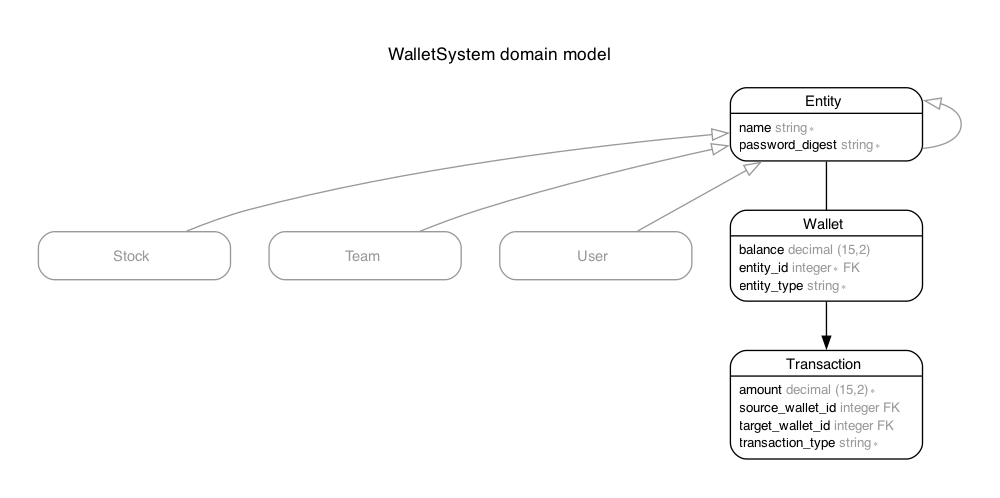 WalletSystem domain model
Entity
name string*
password_digest string*
Stock
Team
User
Wallet
balance decimal (15,2)
entity_id integer* FK
entity_type string*
Transaction
amount decimal (15,2)*
source_wallet_id integer FK
target_wallet_id integer FK
transaction_type string*